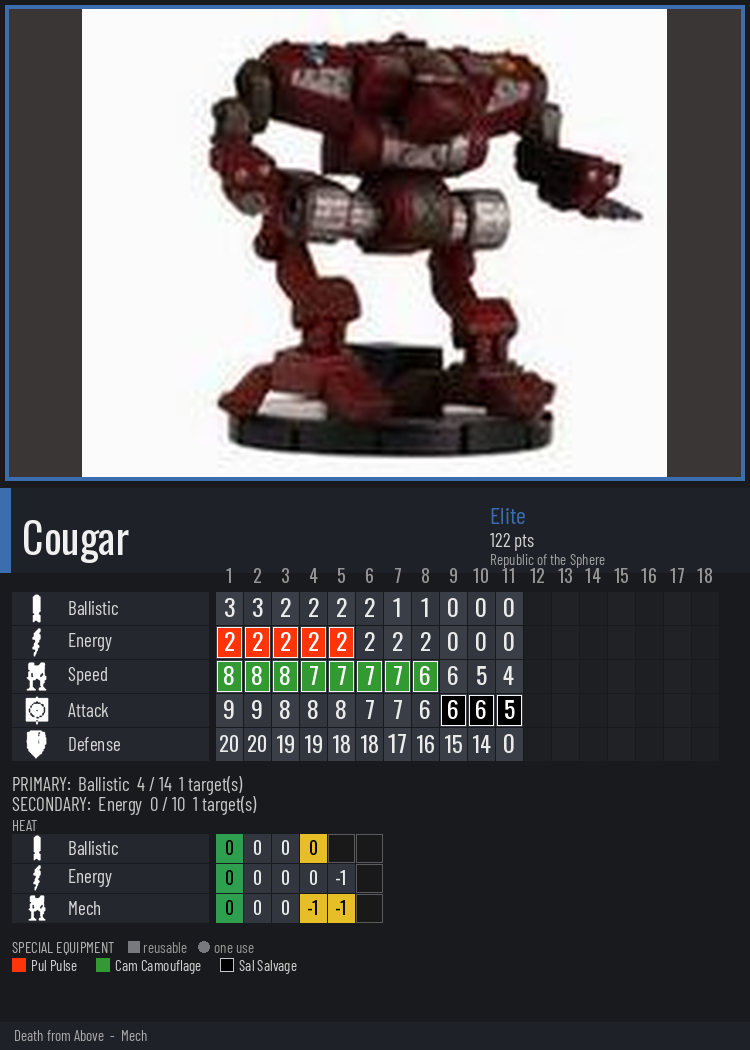 Cougar
Elite
122 pts
Republic of the Sphere
1 2 3 4 5 6 7 8 9 10 11 12 13 14 15 16 17 18
Ballistic 3 3 2 2 2 2 1 1 0 0 0
Energy 2 2 2 2 2 2 2 2 0 0 0
Speed 8 8 8 7 7 7 7 6 6 5 4
Attack 9 9 8 8 8 7 7 6 6 6 5
Defense 20 20 19 19 18 18 17 16 15 14 0
PRIMARY: Ballistic 4 / 14 1 target(s)
SECONDARY: Energy 0 / 10 1 target(s)
HEAT
Ballistic 0 0 0 0
Energy 0 0 0 0 -1
Mech 0 0 0 -1 -1
SPECIAL EQUIPMENT reusable one use
Pul Pulse Cam Camouflage Sal Salvage
Death from Above - Mech